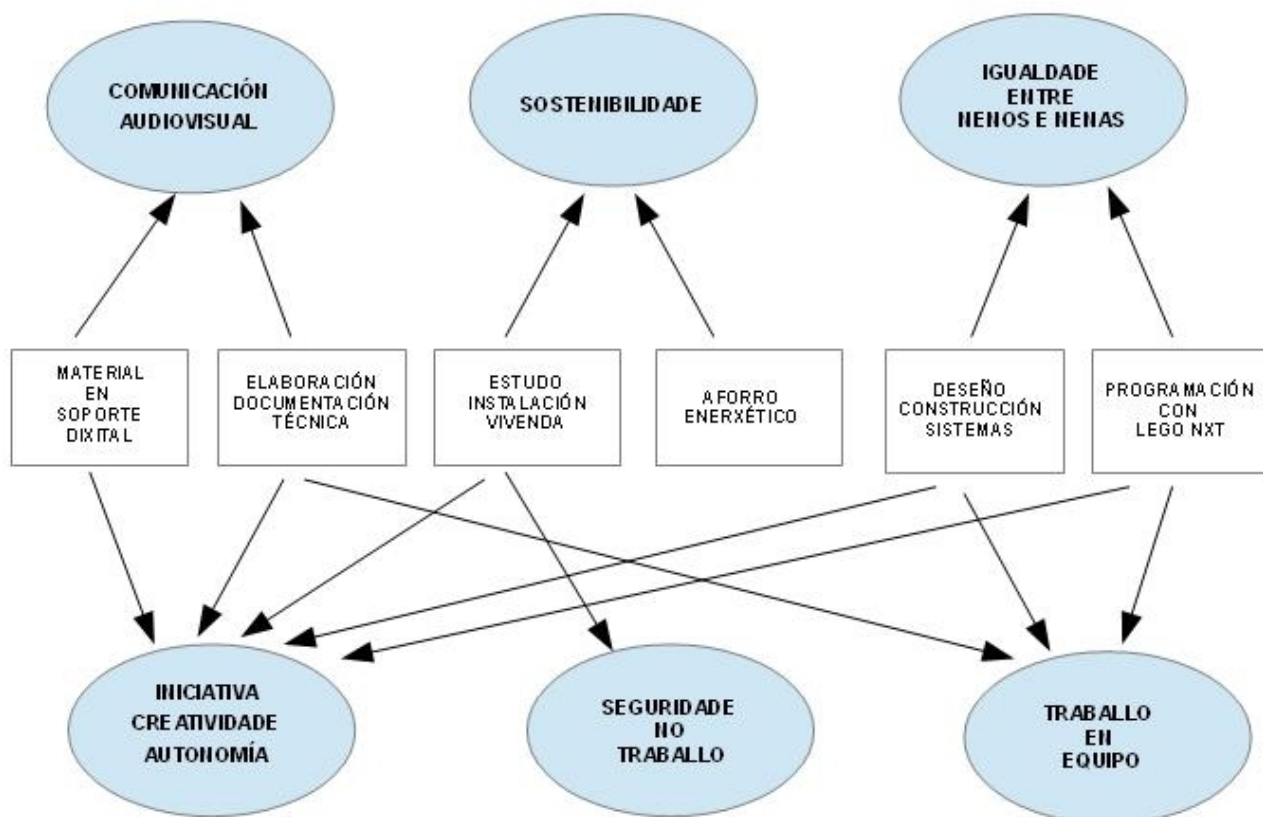 COMUNICACIÓN
AUDIOVISUAL
SOSTENIBILIDADE
IGUALDADE
ENTRE
NENOS E NENAS
MATERIAL
EN
SOPORTE
DIXITAL
ELABORACIÓN
DOCUMENTACIÓN
TÉCNICA
ESTUDO
INSTALACIÓN
VIVENDA
AFORRO
ENERXÉTICO
DESEÑO
CONSTRUCCIÓN
SISTEMAS
PROGRAMACIÓN
CON
LEGO NXT
INICIATIVA
CREATIVIDADE
AUTONOMÍA
SEGURIDADE
NO
TRABALLO
TRABALLO
EN
EQUIPO